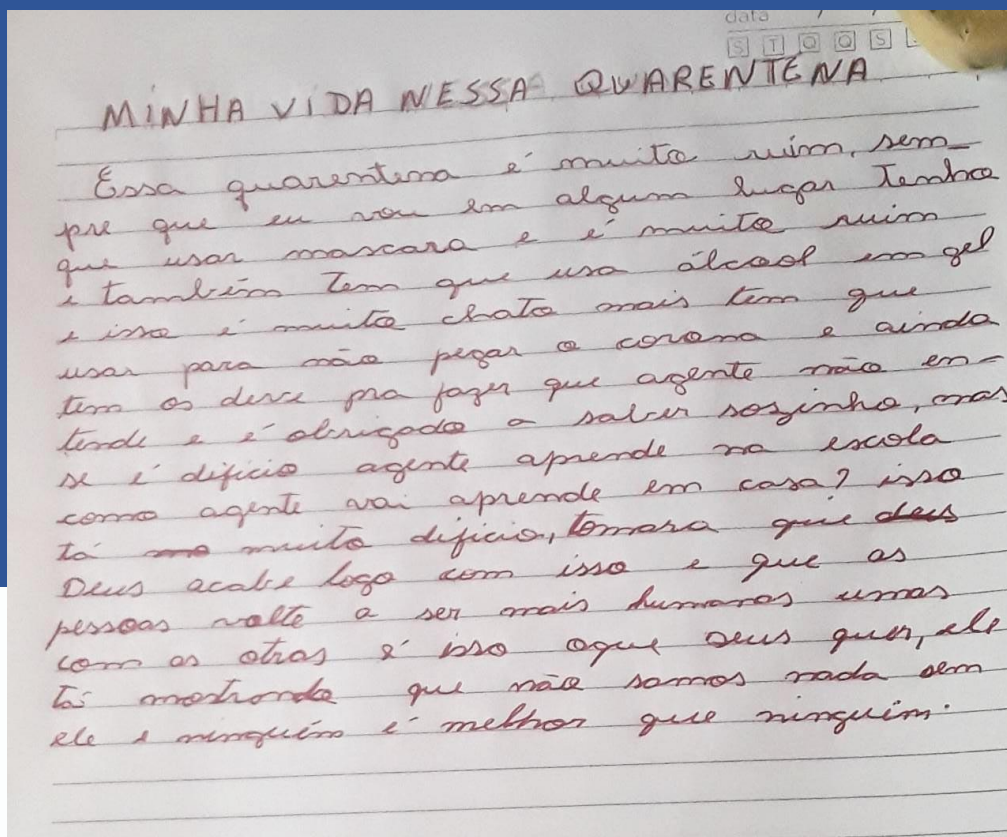 data / /
S T Q Q S
MINHA VIDA NESSA QUARENTENA
Essa quarentena é muito ruim, sem-
pre que eu vou em algum lugar tenho
que usar mascara e é muito ruim
e também tem que usa álcool em gel
e isso é muito chato mais tem que
usar para não pegar o corona e ainda
tem os deve pra fazer que agente não en-
tende e é obrigado a saber sozinho, mas
se é dificio agente aprende na escola
como agente vai aprende em casa? isso
tá muito dificio, tomara que deus
Deus acabe logo com isso e que as
pessoas volte a ser mais humanos umas
com as otras é isso oque Deus quer, ele
tá mostrondo que não somos nada sem
ele e ninguém é melhor que ninguém.